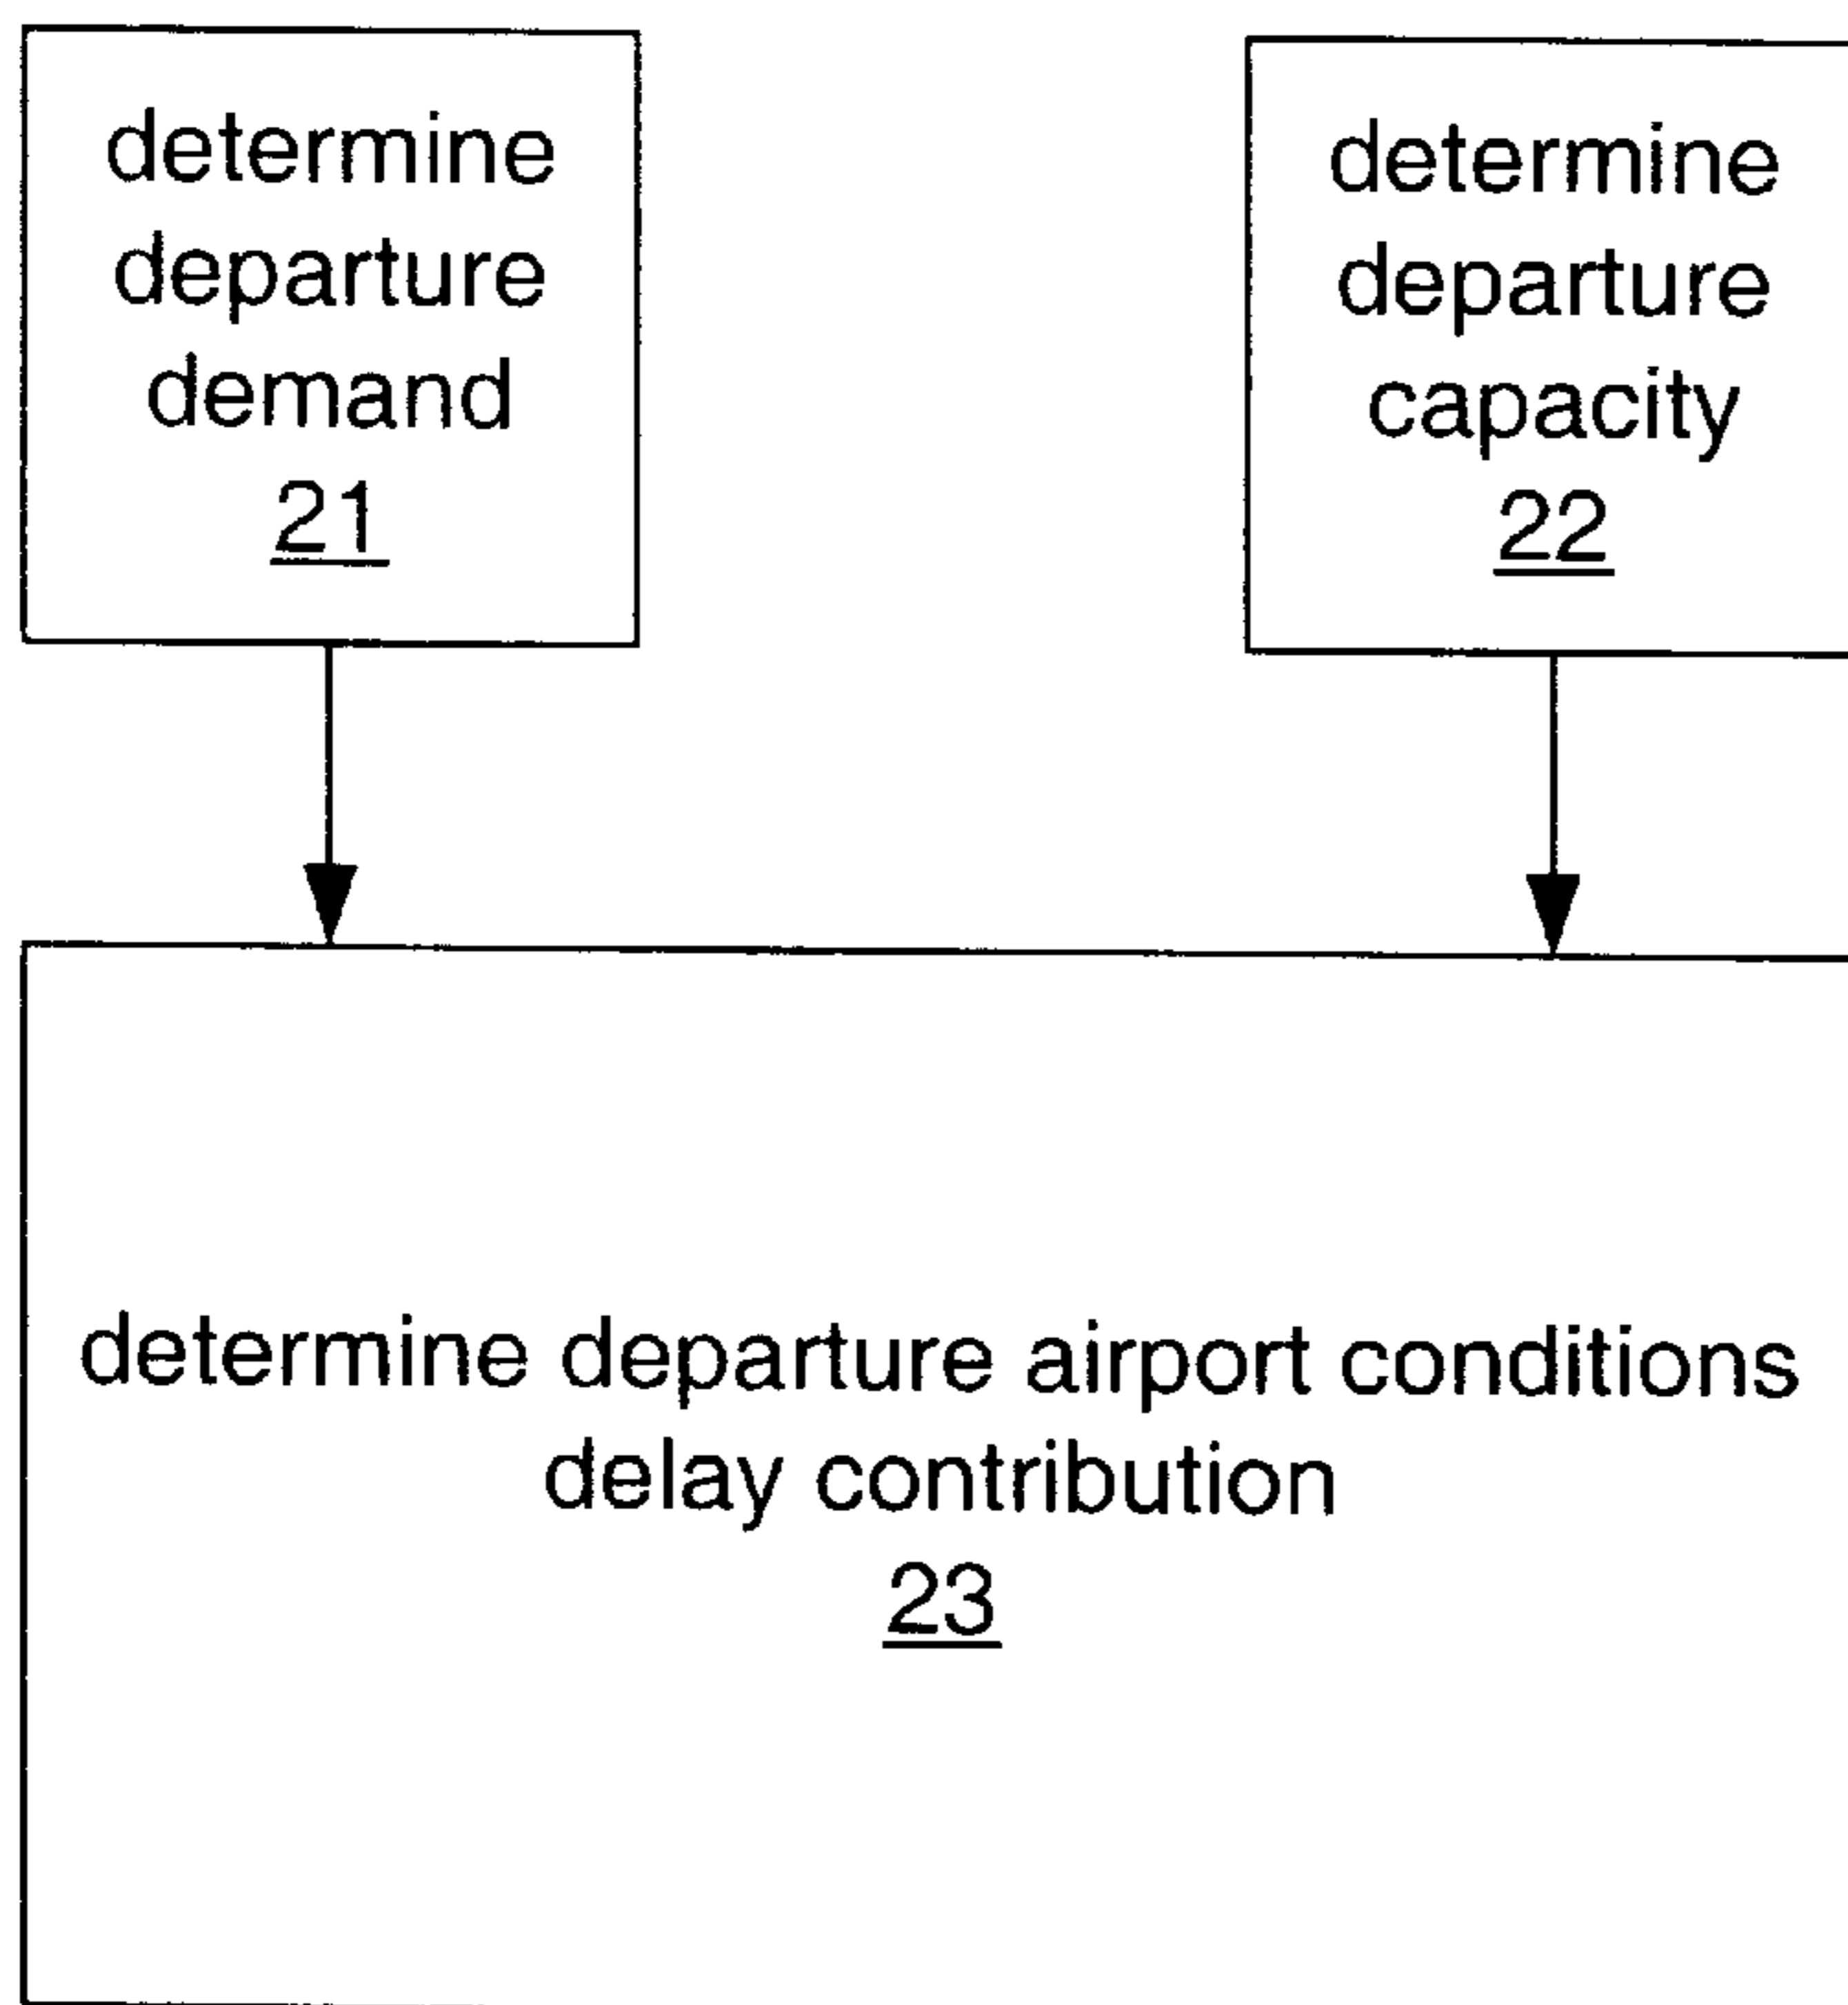 determine
departure
demand
21
determine
departure
capacity
22
determine departure airport conditions
delay contribution
23